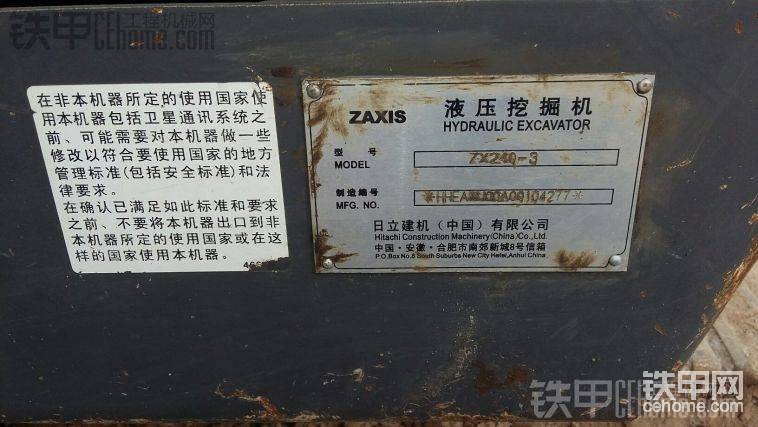 铁甲工程机械网
CEhome.com
在非本机器所定的使用国家使
用本机器包括卫星通讯系统之
前、可能需要对本机器做一些
修改以符合要使用国家的地方
管理标准(包括安全标准)和法
律要求。
在确认已满足如此标准和要求
之前、不要将本机器出口到非
本机器所定的使用国家或在这
样的国家使用本机器。
ZAXIS
液压挖掘机
HYDRAULIC EXCAVATOR
型 号
MODEL
ZX240-3
制造编号
MFG. NO.
日立建机（中国）有限公司
Hitachi Construction Machinery(China)Co.,Ltd.
中国·安徽·合肥市南郊新城8号信箱
P.O.Box No.8 South Suburbs New City Hefei,Anhui China.
铁甲网
cehome.com